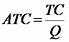 ATC = TC
Q